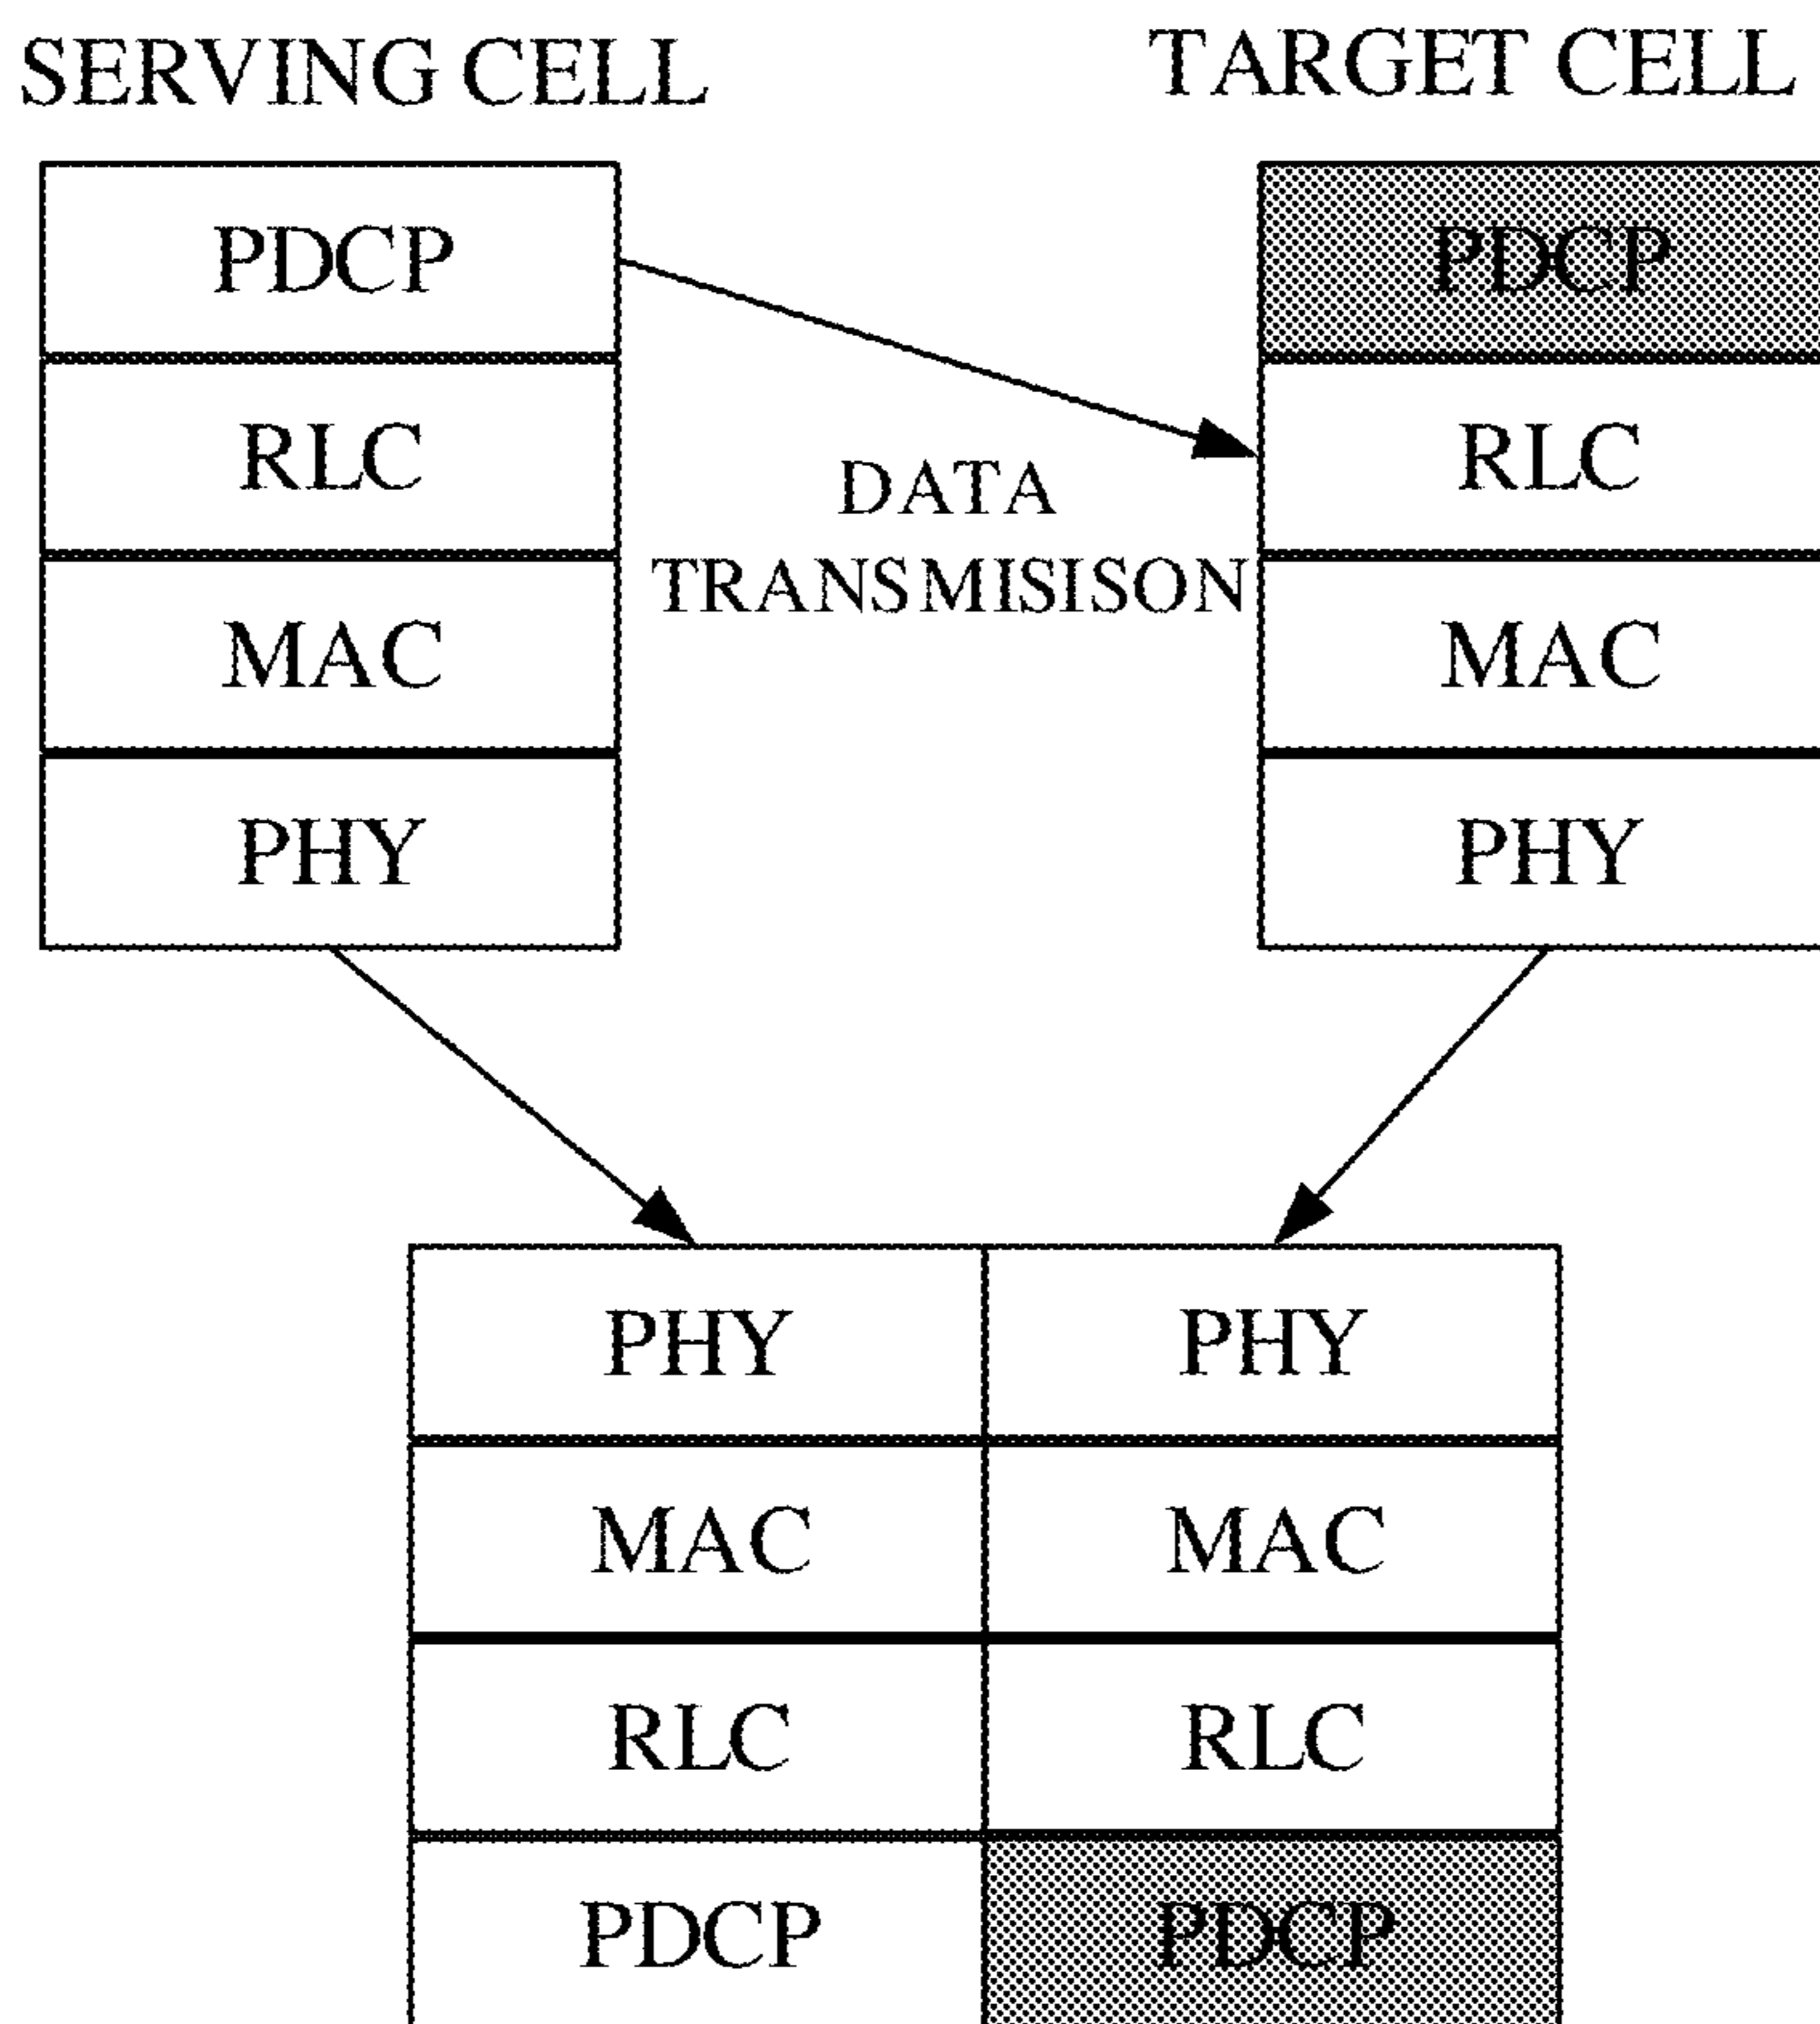 SERVING CELL
TARGET CELL
PDCP
PDCP
RLC
RLC
DATA
TRANSMISISON
MAC
MAC
PHY
PHY
PHY
PHY
MAC
MAC
RLC
RLC
PDCP
PDCP